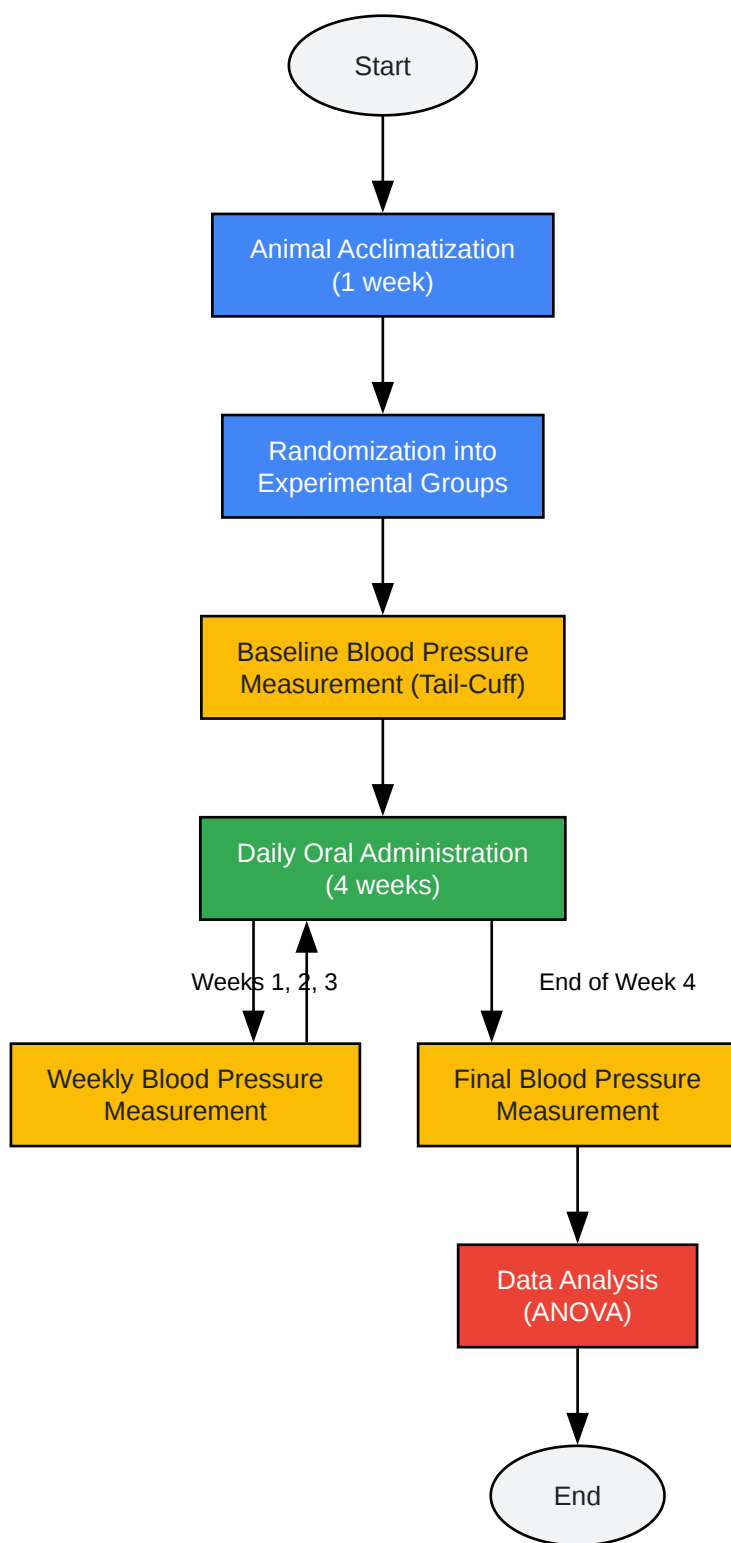 Start
Animal Acclimatization
(1 week)
Randomization into
Experimental Groups
Baseline Blood Pressure
Measurement (Tail-Cuff)
Daily Oral Administration
(4 weeks)
Weeks 1, 2, 3
End of Week 4
Weekly Blood Pressure
Measurement
Final Blood Pressure
Measurement
Data Analysis
(ANOVA)
End